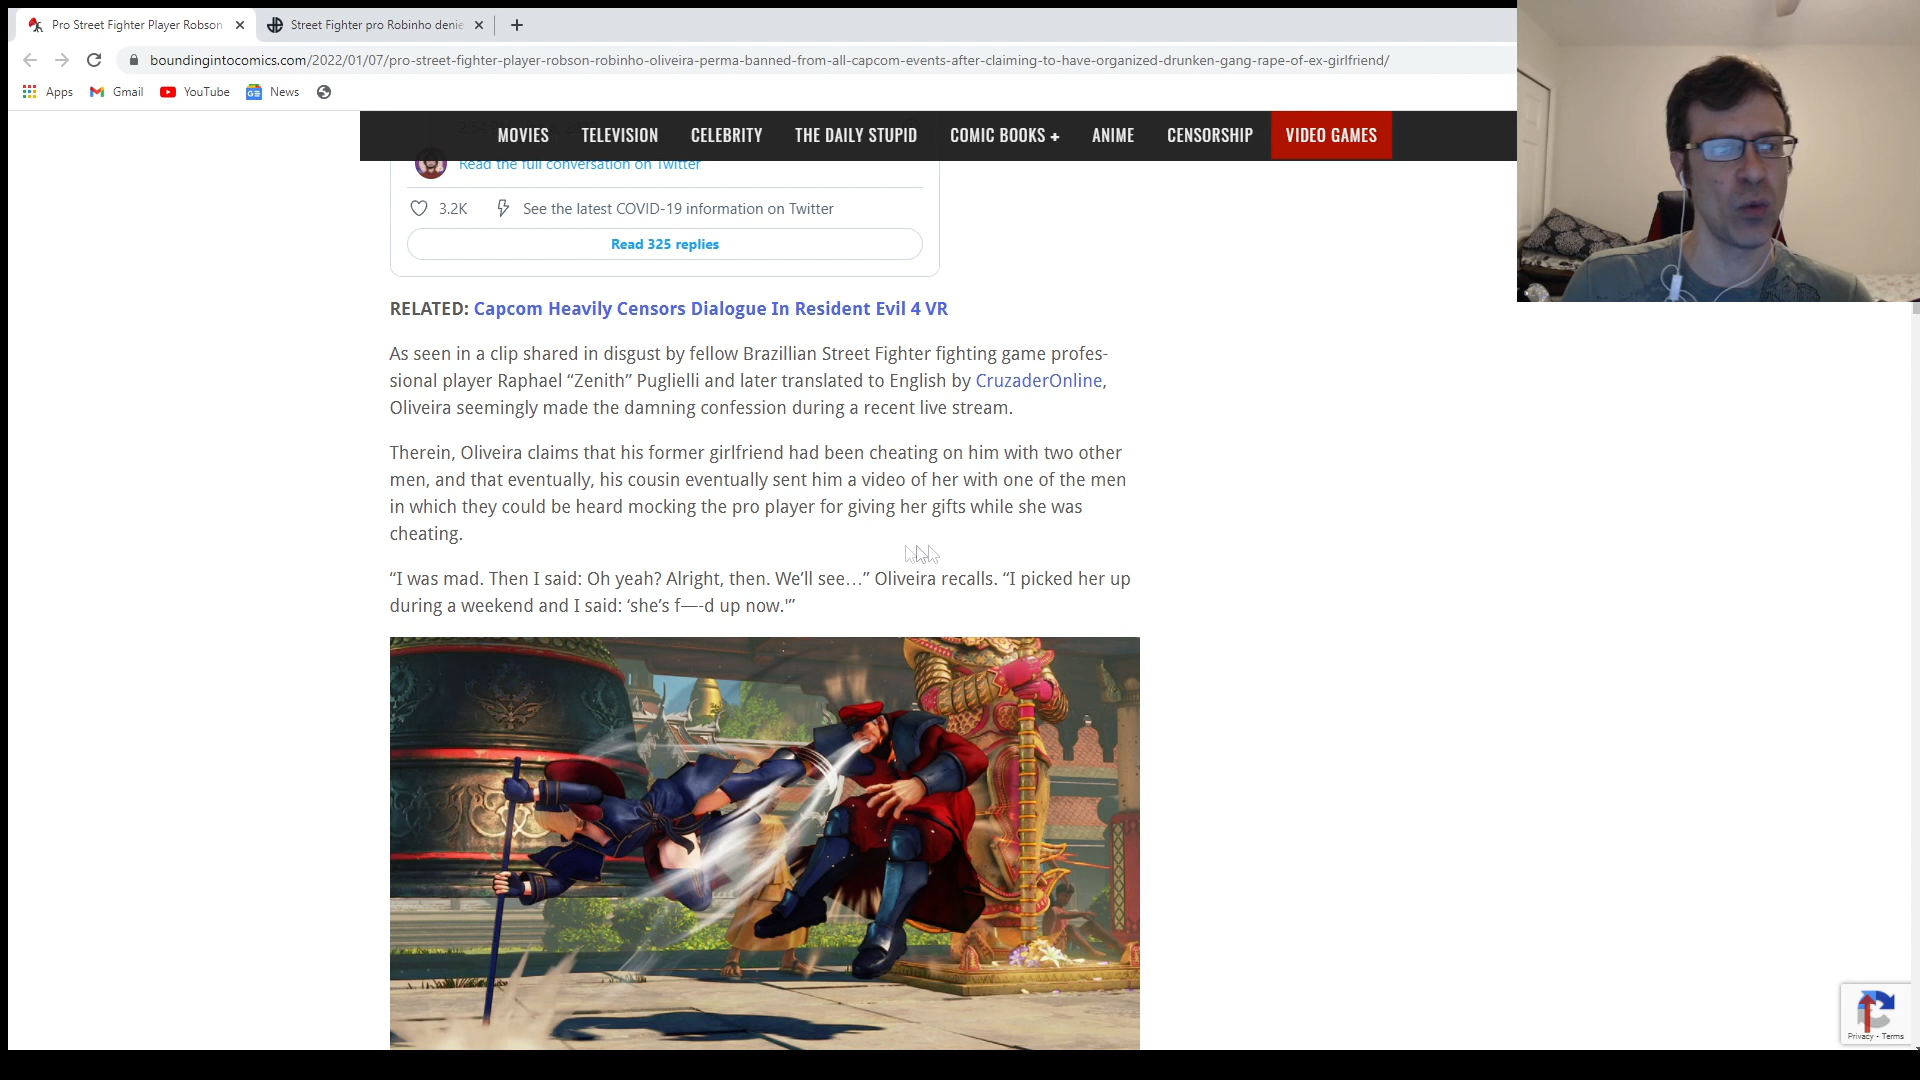 Pro Street Fighter Player Robson
Street Fighter pro Robinho denie
boundingintocomics.com/2022/01/07/pro-street-fighter-player-robson-robinho-oliveira-perma-banned-from-all-capcom-events-after-claiming-to-have-organized-drunken-gang-rape-of-ex-girlfriend/
Apps Gmail YouTube News
MOVIES TELEVISION CELEBRITY THE DAILY STUPID COMIC BOOKS + ANIME CENSORSHIP VIDEO GAMES
Read the full conversation on Twitter
3.2K See the latest COVID-19 information on Twitter
Read 325 replies
RELATED: Capcom Heavily Censors Dialogue In Resident Evil 4 VR
As seen in a clip shared in disgust by fellow Brazillian Street Fighter fighting game profes-
sional player Raphael “Zenith” Puglielli and later translated to English by CruzaderOnline,
Oliveira seemingly made the damning confession during a recent live stream.
Therein, Oliveira claims that his former girlfriend had been cheating on him with two other
men, and that eventually, his cousin eventually sent him a video of her with one of the men
in which they could be heard mocking the pro player for giving her gifts while she was
cheating.
“I was mad. Then I said: Oh yeah? Alright, then. We’ll see…” Oliveira recalls. “I picked her up
during a weekend and I said: ‘she’s f—-d up now.'”
Privacy - Terms